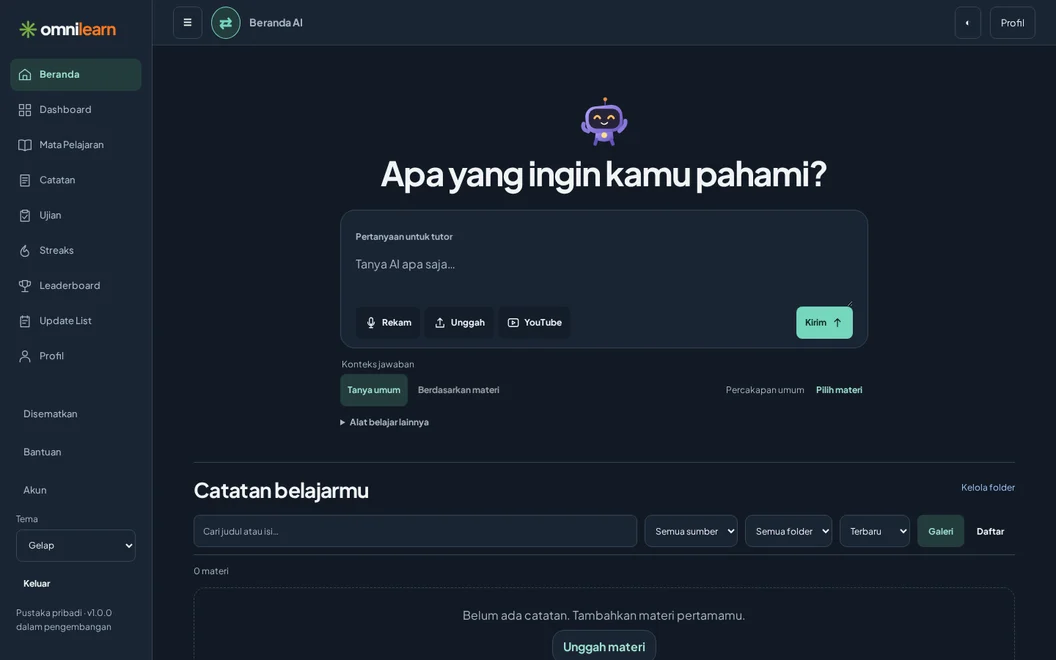 omnilearn
Beranda
Dashboard
Mata Pelajaran
Catatan
Ujian
Streaks
Leaderboard
Update List
Profil
Disematkan
Bantuan
Akun
Tema
Gelap
Keluar
Pustaka pribadi · v1.0.0
dalam pengembangan
Beranda AI
Profil
Apa yang ingin kamu pahami?
Pertanyaan untuk tutor
Tanya AI apa saja...
Rekam
Unggah
YouTube
Kirim
Konteks jawaban
Tanya umum
Berdasarkan materi
Percakapan umum
Pilih materi
Alat belajar lainnya
Catatan belajarmu
Kelola folder
Cari judul atau isi...
Semua sumber
Semua folder
Terbaru
Galeri
Daftar
0 materi
Belum ada catatan. Tambahkan materi pertamamu.
Unggah materi